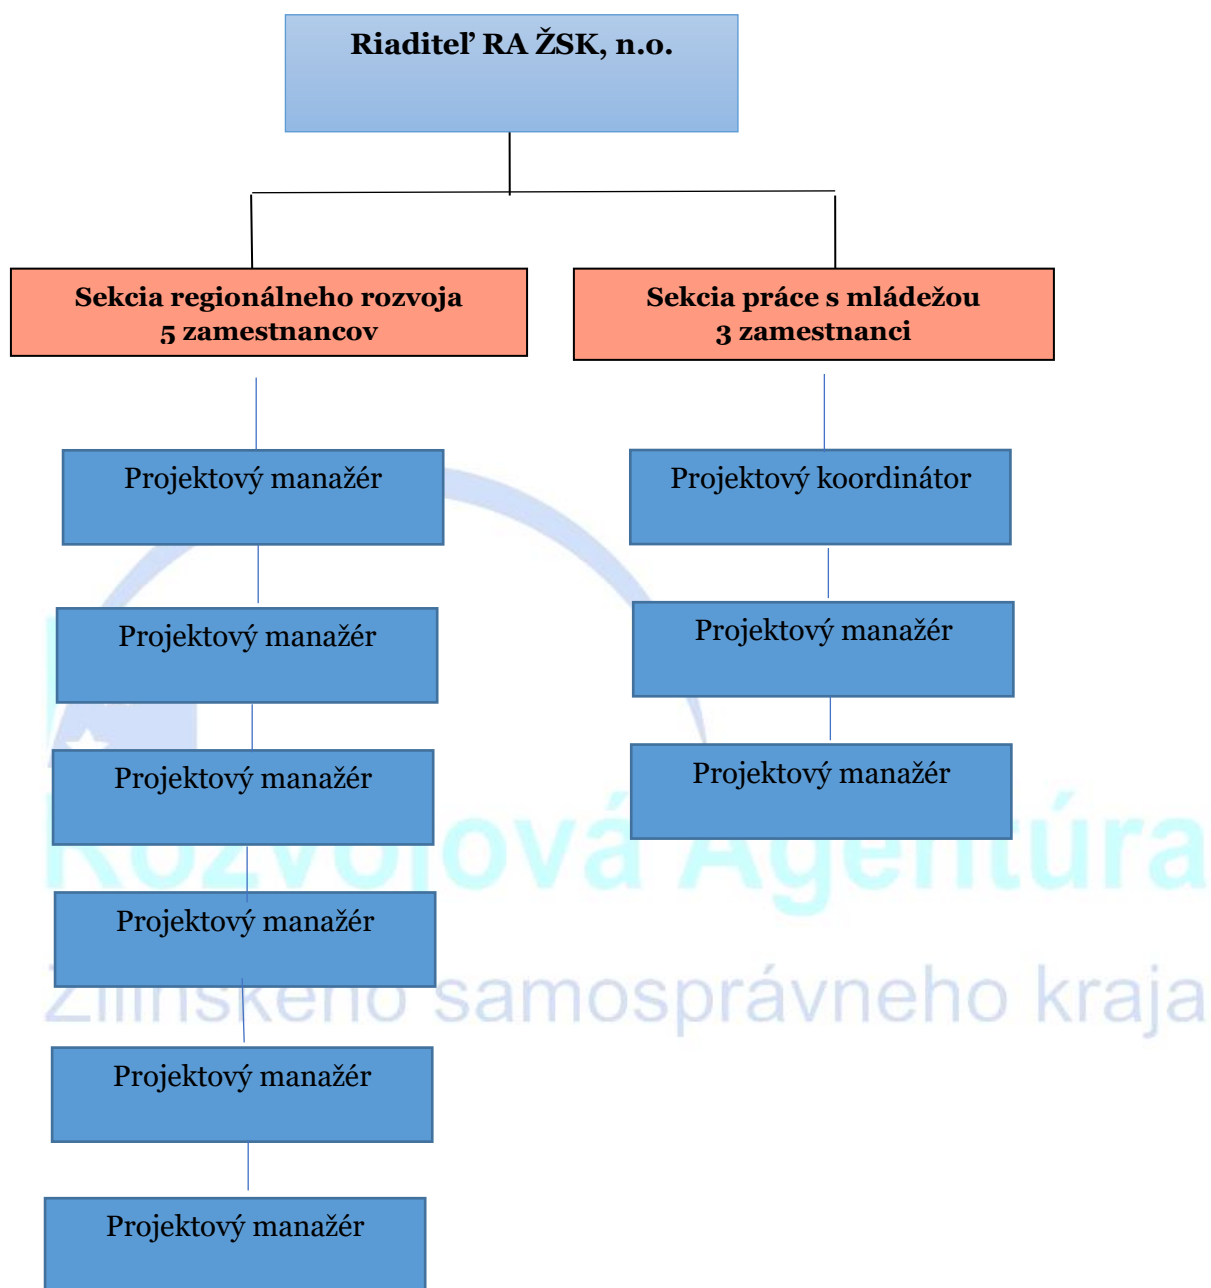 Riaditeľ RA ŽSK, n.o.
Sekcia regionálneho rozvoja
5 zamestnancov
Sekcia práce s mládežou
3 zamestnanci
Projektový manažér
Projektový koordinátor
Projektový manažér
Projektový manažér
Projektový manažér
Projektový manažér
Projektový manažér
Projektový manažér
Projektový manažér
Rozvojová Agentúra
Žilinského samosprávneho kraja